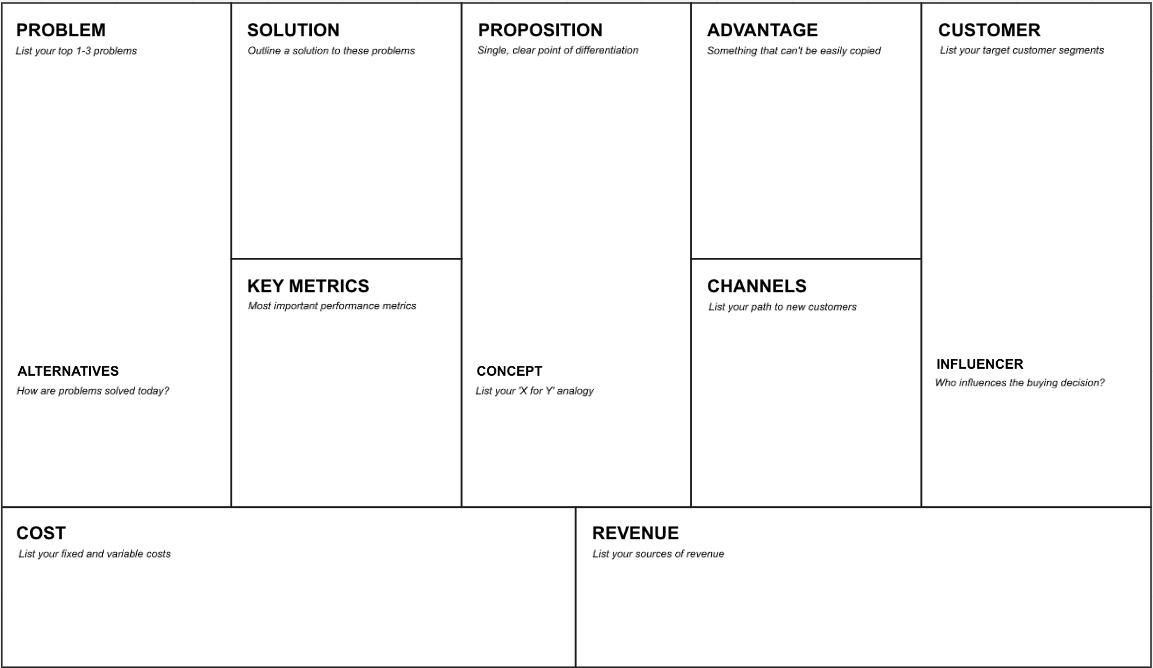 PROBLEM
List your top 1-3 problems
ALTERNATIVES
How are problems solved today?
SOLUTION
Outline a solution to these problems
KEY METRICS
Most important performance metrics
PROPOSITION
Single, clear point of differentiation
CONCEPT
List your 'X for Y' analogy
ADVANTAGE
Something that can't be easily copied
CHANNELS
List your path to new customers
CUSTOMER
List your target customer segments
INFLUENCER
Who influences the buying decision?
COST
List your fixed and variable costs
REVENUE
List your sources of revenue